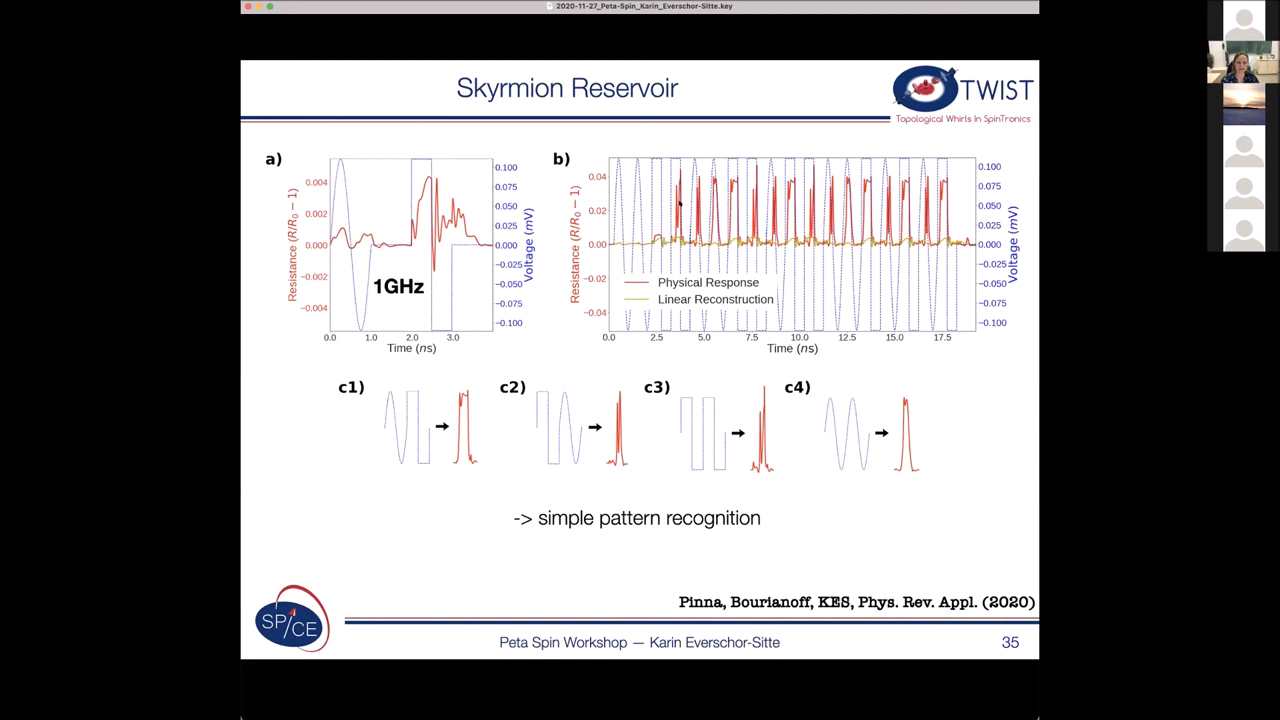 2020-11-27_Peta-Spin_Karin_Everschor-Sitte.key
Skyrmion Reservoir
TWIST
Topological Whirls In SpinTronics
a)
0.004
0.002
0.000
−0.002
−0.004
Resistance (R/R₀ − 1)
0.100
0.075
0.050
0.025
0.000
−0.025
−0.050
−0.075
−0.100
Voltage (mV)
1GHz
0.0 1.0 2.0 3.0
Time (ns)
b)
0.04
0.02
0.00
−0.02
−0.04
Resistance (R/R₀ − 1)
0.100
0.075
0.050
0.025
0.000
−0.025
−0.050
−0.075
−0.100
Voltage (mV)
Physical Response
Linear Reconstruction
0.0 2.5 5.0 7.5 10.0 12.5 15.0 17.5
Time (ns)
c1) c2) c3) c4)
-> simple pattern recognition
Pinna, Bourianoff, KES, Phys. Rev. Appl. (2020)
SP/CE
Peta Spin Workshop — Karin Everschor-Sitte
35